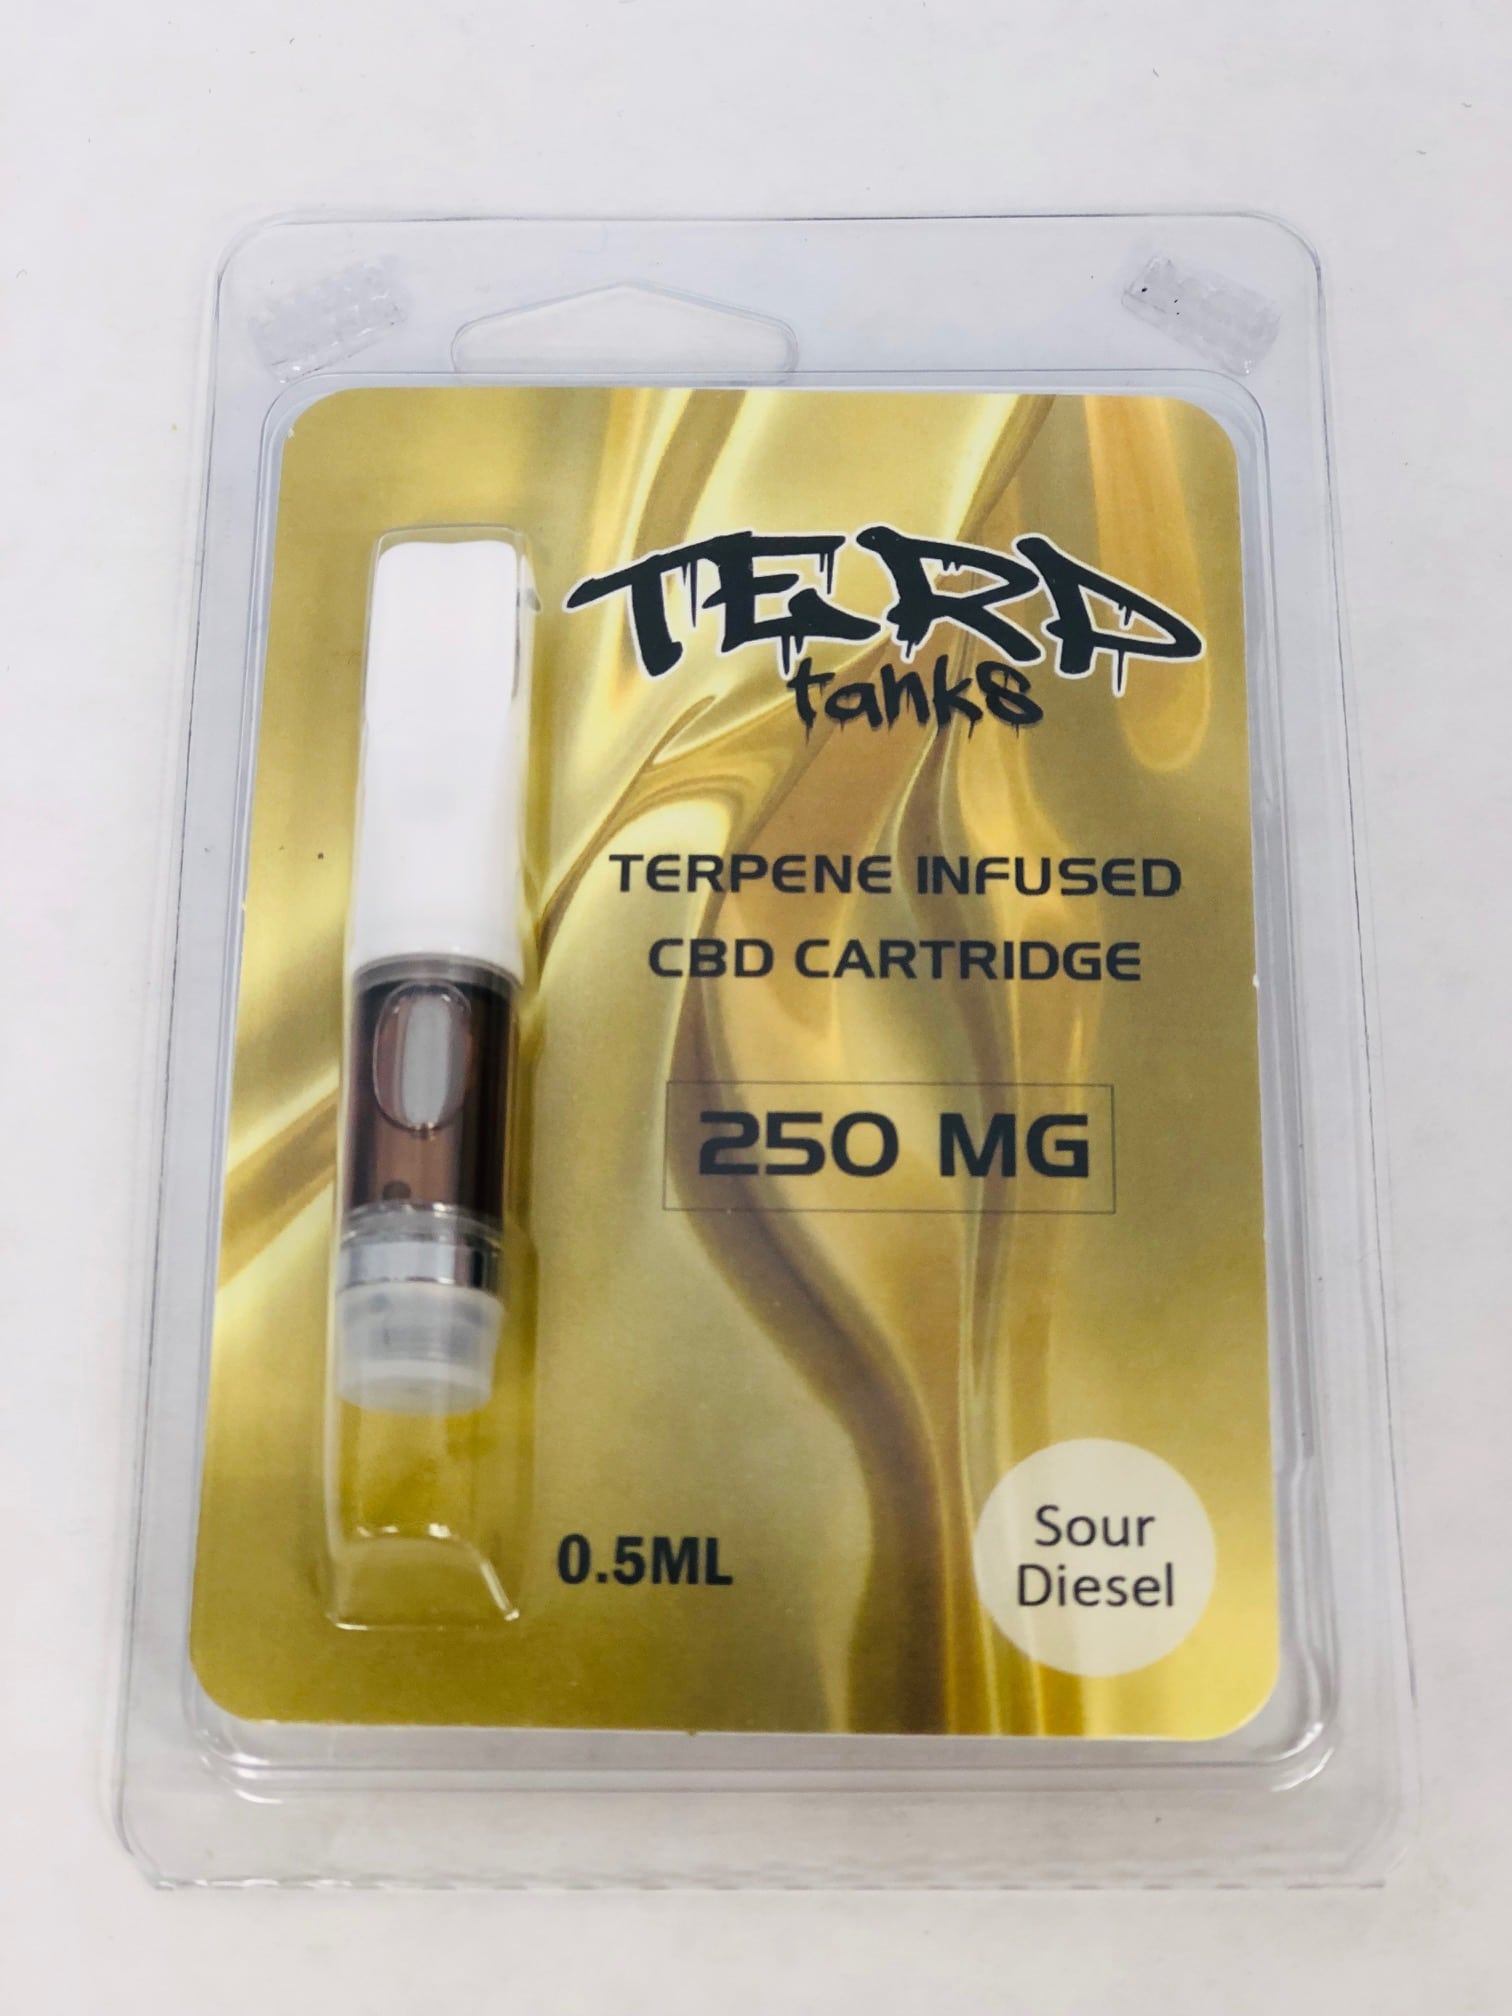 TERP
tanks
TERPENE INFUSED
CBD CARTRIDGE
250 MG
0.5ML
Sour
Diesel